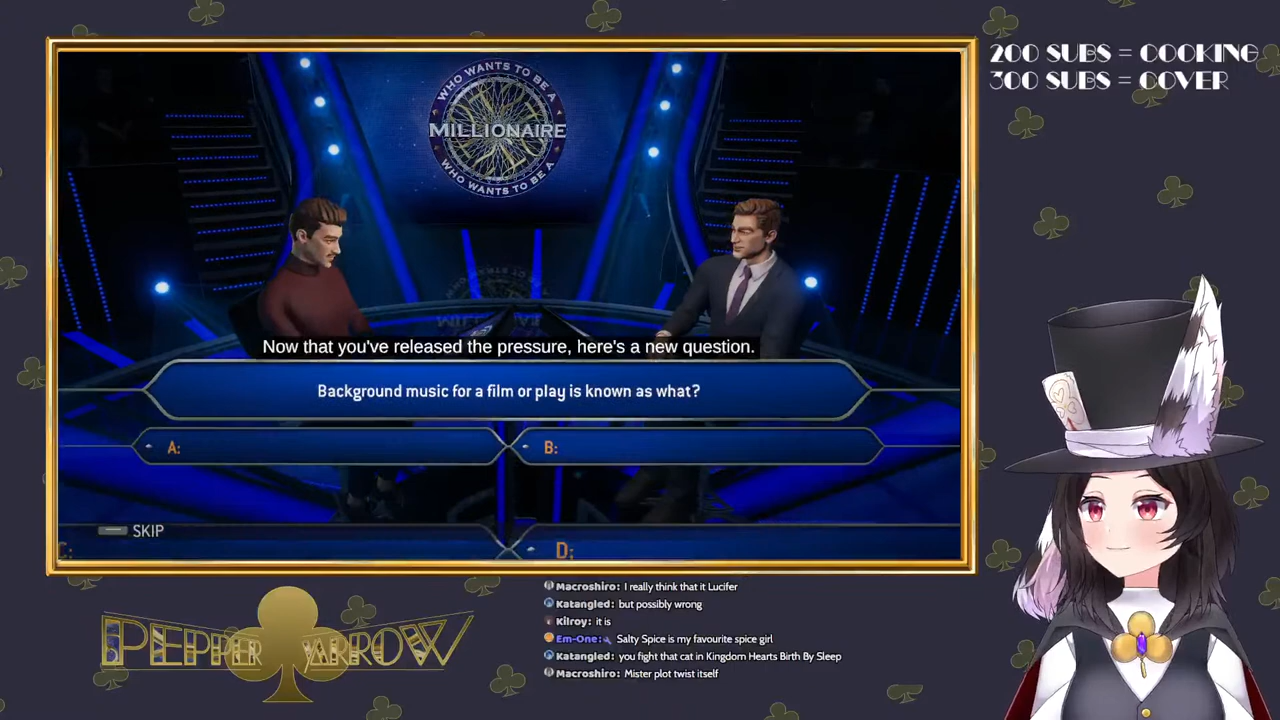 200 SUBS = COOKING
300 SUBS = COVER
WHO WANTS TO BE A
MILLIONAIRE
WHO WANTS TO BE A
Now that you've released the pressure, here's a new question.
Background music for a film or play is known as what?
A:
B:
SKIP
C:
D:
PEPPER ARROW
Macroshiro: I really think that it Lucifer
Katangled: but possibly wrong
Kilroy: it is
Em-One: Salty Spice is my favourite spice girl
Katangled: you fight that cat in Kingdom Hearts Birth By Sleep
Macroshiro: Mister plot twist itself